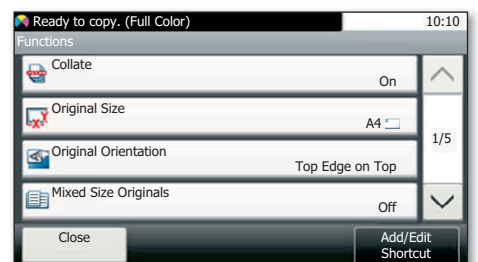 Ready to copy. (Full Color)
10:10
Functions
Collate
On
Original Size
A4
1/5
Original Orientation
Top Edge on Top
Mixed Size Originals
Off
Close
Add/Edit
Shortcut